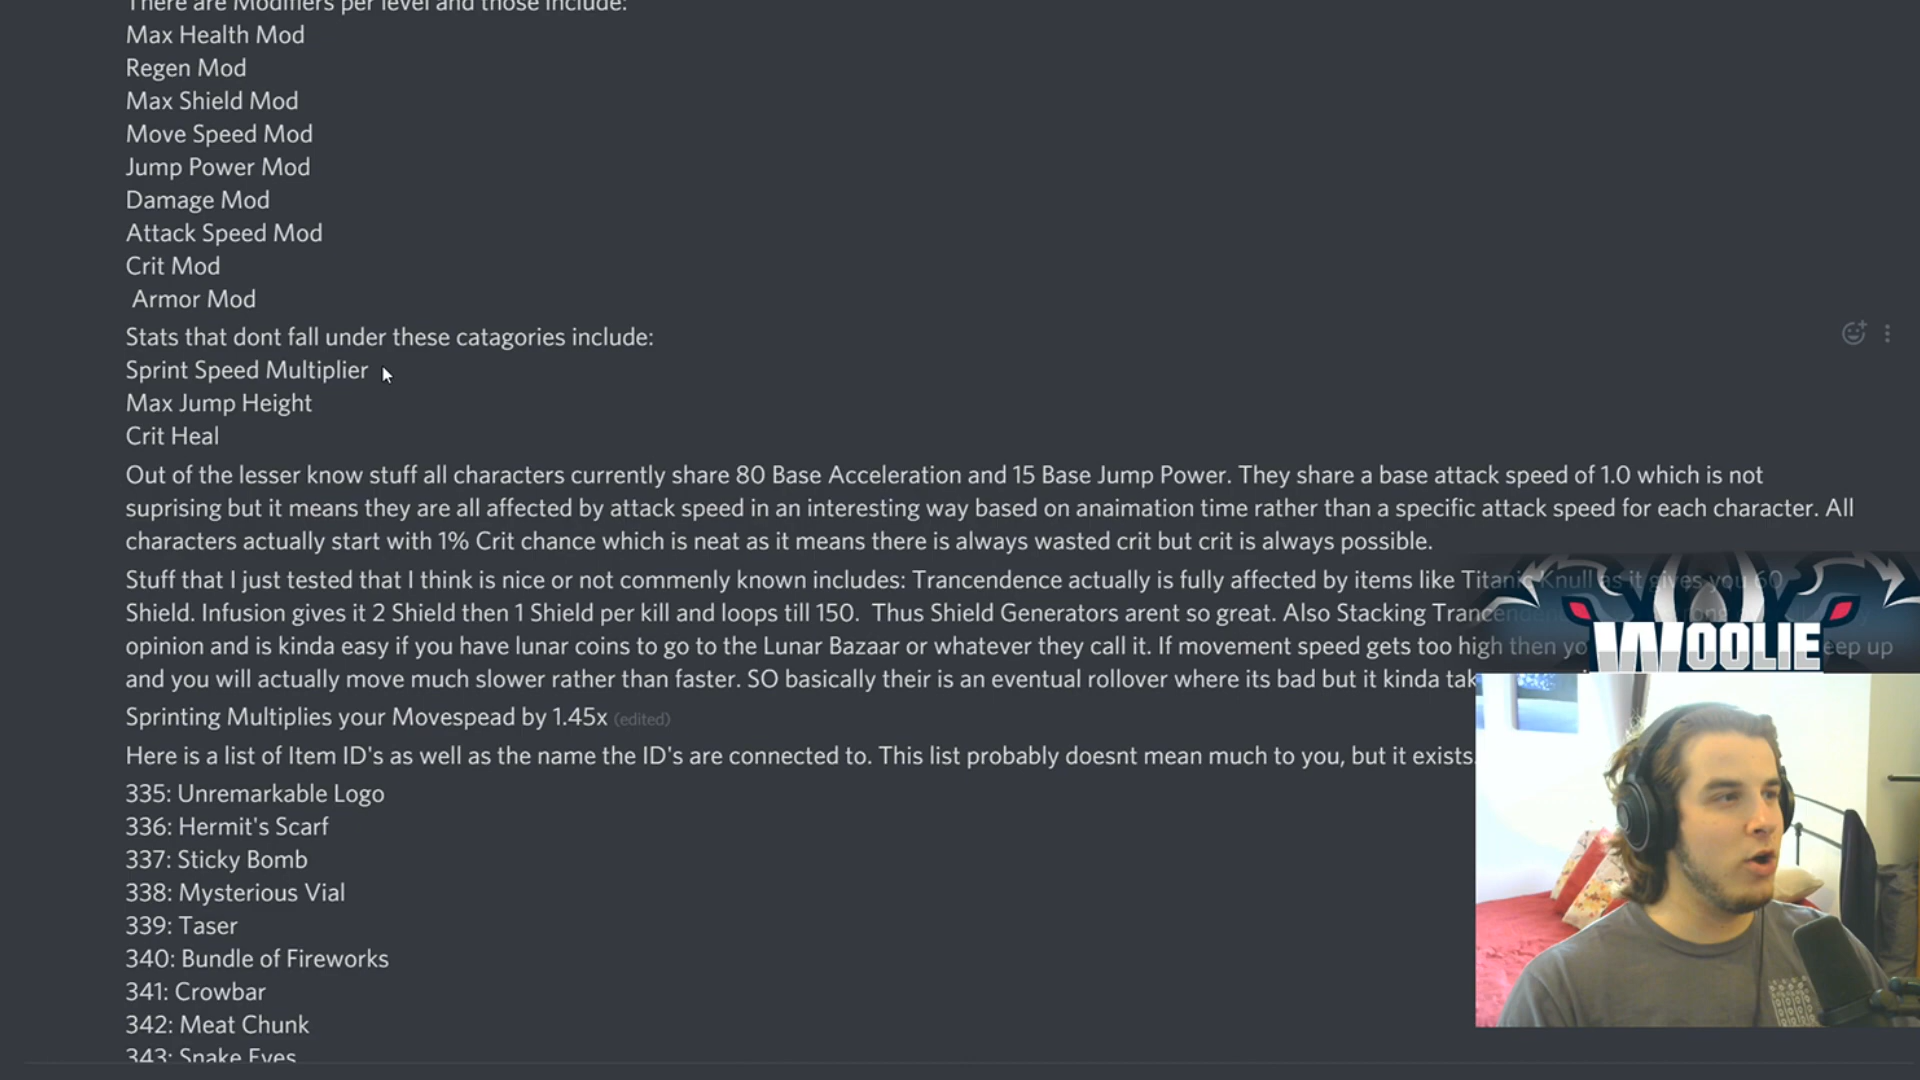 There are Modifiers per level and those include:
Max Health Mod
Regen Mod
Max Shield Mod
Move Speed Mod
Jump Power Mod
Damage Mod
Attack Speed Mod
Crit Mod
Armor Mod
Stats that dont fall under these catagories include:
Sprint Speed Multiplier
Max Jump Height
Crit Heal
Out of the lesser know stuff all characters currently share 80 Base Acceleration and 15 Base Jump Power. They share a base attack speed of 1.0 which is not
suprising but it means they are all affected by attack speed in an interesting way based on anaimation time rather than a specific attack speed for each character. All
characters actually start with 1% Crit chance which is neat as it means there is always wasted crit but crit is always possible.
Stuff that I just tested that I think is nice or not commenly known includes: Trancendence actually is fully affected by items like Titanic Knull as it gives you 60
Shield. Infusion gives it 2 Shield then 1 Shield per kill and loops till 150. Thus Shield Generators arent so great. Also Stacking
opinion and is kinda easy if you have lunar coins to go to the Lunar Bazaar or whatever they call it. If movement speed gets too high then eep up
and you will actually move much slower rather than faster. SO basically their is an eventual rollover where its bad but it kinda tak
Sprinting Multiplies your Movespead by 1.45x (edited)
Here is a list of Item ID's as well as the name the ID's are connected to. This list probably doesnt mean much to you, but it exists.
335: Unremarkable Logo
336: Hermit's Scarf
337: Sticky Bomb
338: Mysterious Vial
339: Taser
340: Bundle of Fireworks
341: Crowbar
342: Meat Chunk
343: Snake Eyes
WOOLIE